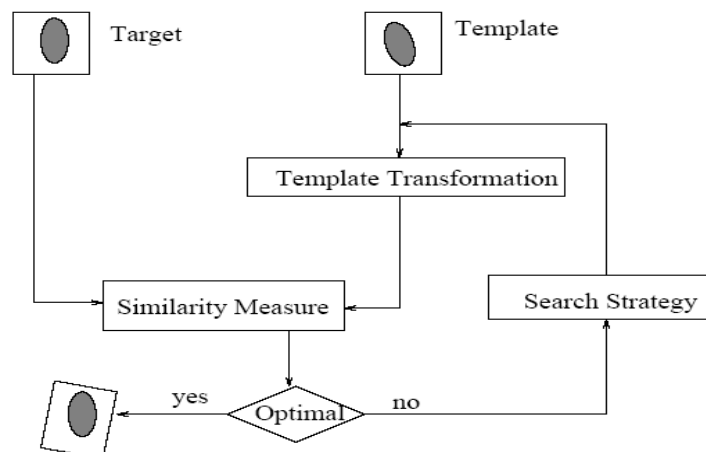 Target
Template
Template Transformation
Similarity Measure
Search Strategy
yes
Optimal
no